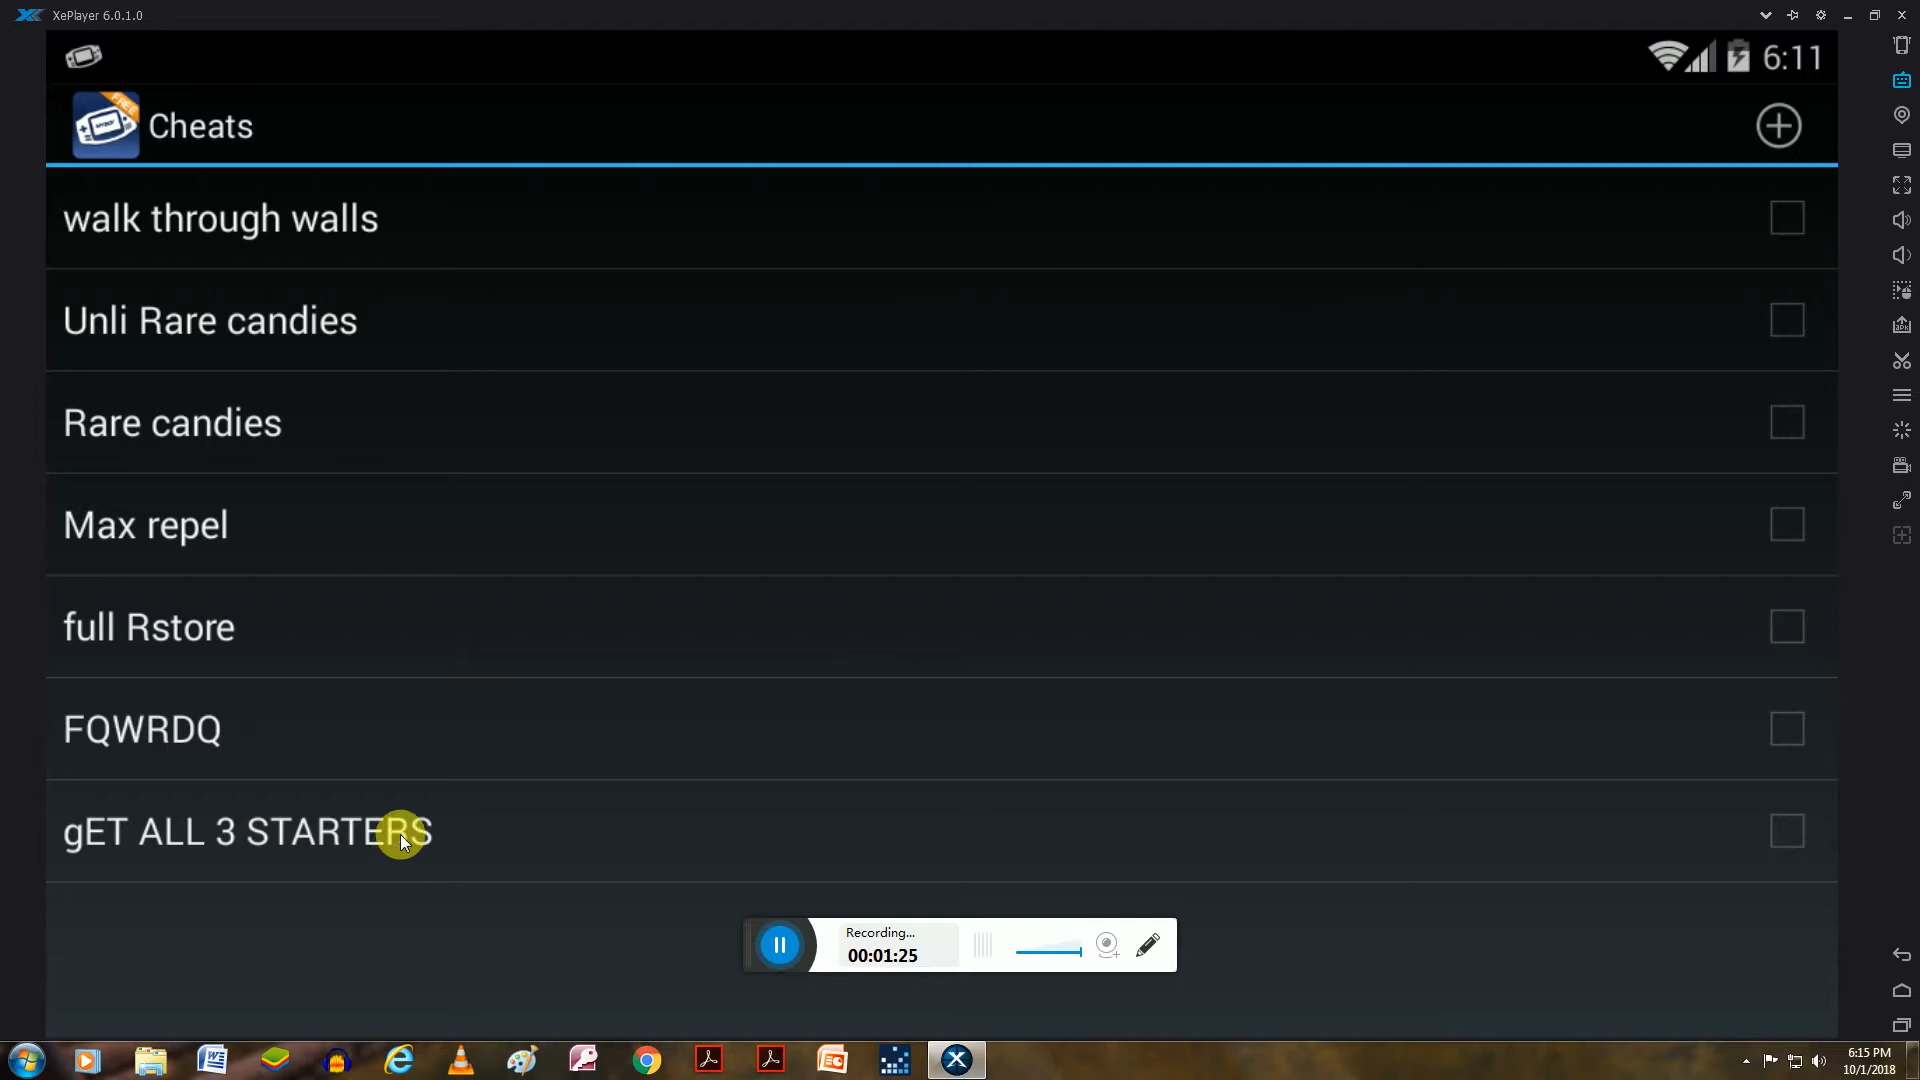 XePlayer 6.0.1.0
6:11
FREE
Cheats
walk through walls
Unli Rare candies
Rare candies
Max repel
full Rstore
FQWRDQ
gET ALL 3 STARTERS
Recording...
00:01:25
6:15 PM
10/1/2018